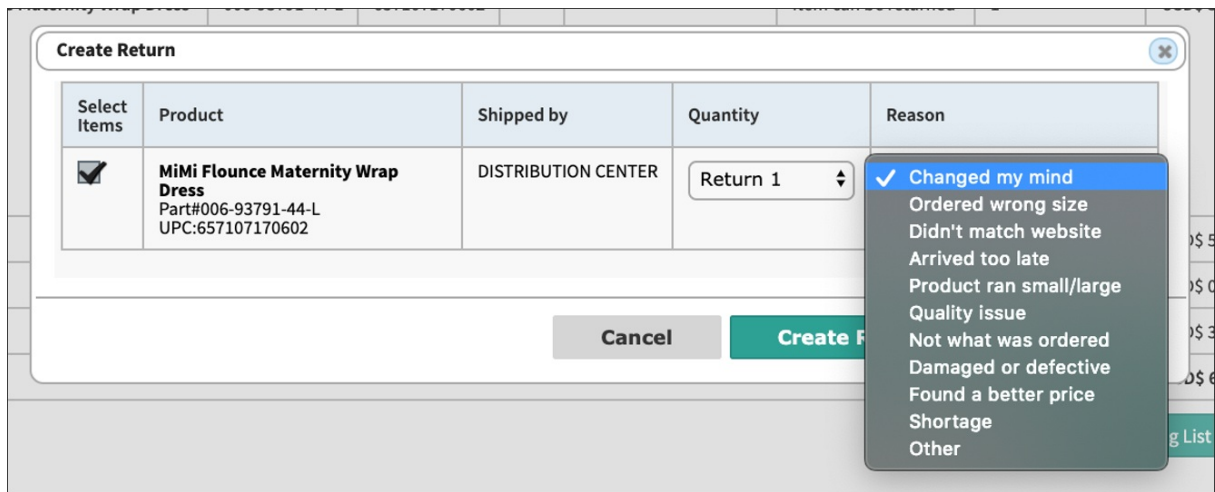 Create Return
Select
Items
Product
Shipped by
Quantity
Reason
MiMi Flounce Maternity Wrap
Dress
Part#006-93791-44-L
UPC:657107170602
DISTRIBUTION CENTER
Return 1
Changed my mind
Ordered wrong size
Didn't match website
Arrived too late
Product ran small/large
Quality issue
Not what was ordered
Damaged or defective
Found a better price
Shortage
Other
Cancel
Create
List